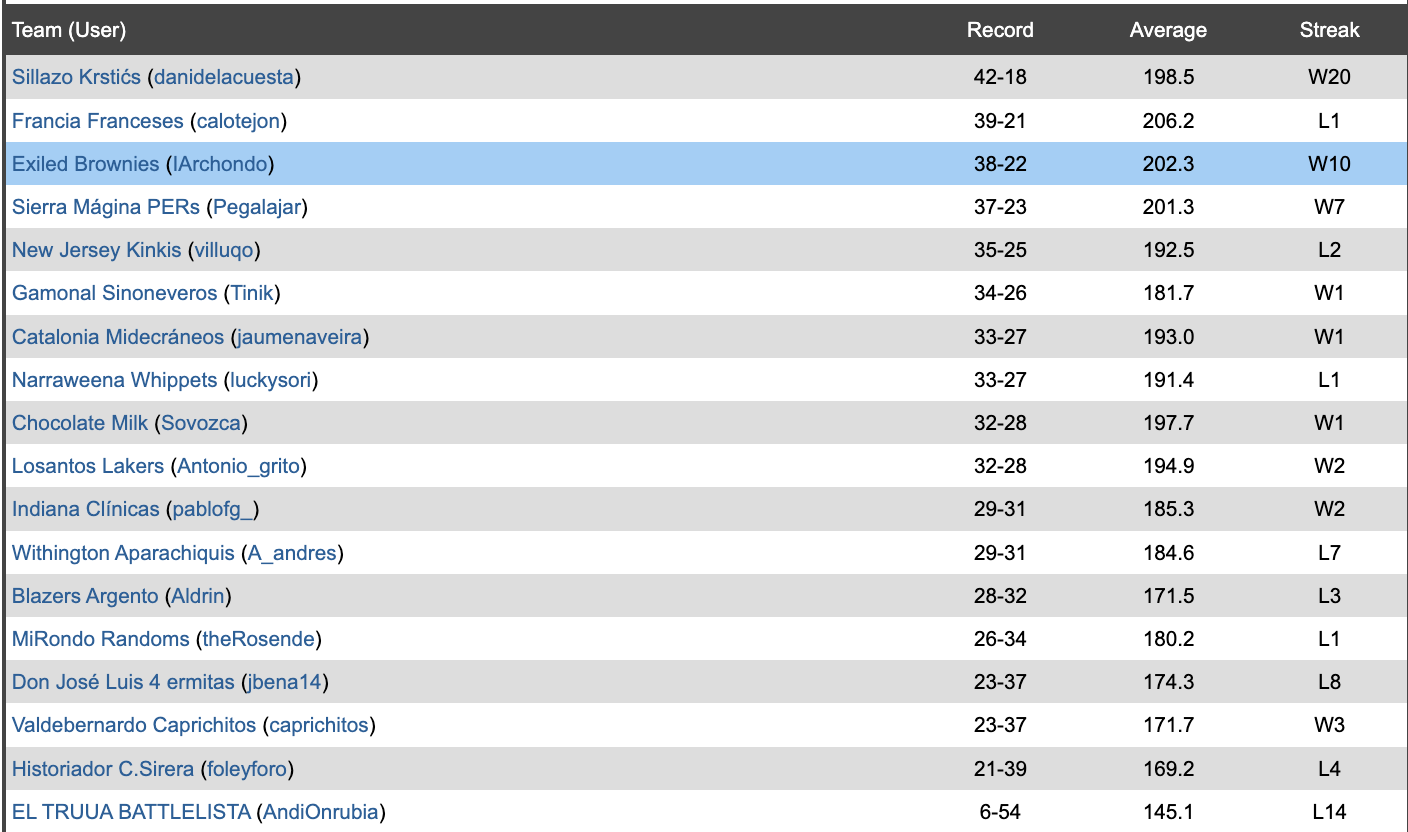 Team (User) Record Average Streak
Sillazo Krstićs (danidelacuesta) 42-18 198.5 W20
Francia Franceses (calotejon) 39-21 206.2 L1
Exiled Brownies (IArchondo) 38-22 202.3 W10
Sierra Mágina PERs (Pegalajar) 37-23 201.3 W7
New Jersey Kinkis (villuqo) 35-25 192.5 L2
Gamonal Sinoneveros (Tinik) 34-26 181.7 W1
Catalonia Midecráneos (jaumenaveira) 33-27 193.0 W1
Narraweena Whippets (luckysori) 33-27 191.4 L1
Chocolate Milk (Sovozca) 32-28 197.7 W1
Losantos Lakers (Antonio_grito) 32-28 194.9 W2
Indiana Clínicas (pablofg_) 29-31 185.3 W2
Withington Aparachiquis (A_andres) 29-31 184.6 L7
Blazers Argento (Aldrin) 28-32 171.5 L3
MiRondo Randoms (theRosende) 26-34 180.2 L1
Don José Luis 4 ermitas (jbena14) 23-37 174.3 L8
Valdebernardo Caprichitos (caprichitos) 23-37 171.7 W3
Historiador C.Sirera (foleyforo) 21-39 169.2 L4
EL TRUUA BATTLELISTA (AndiOnrubia) 6-54 145.1 L14